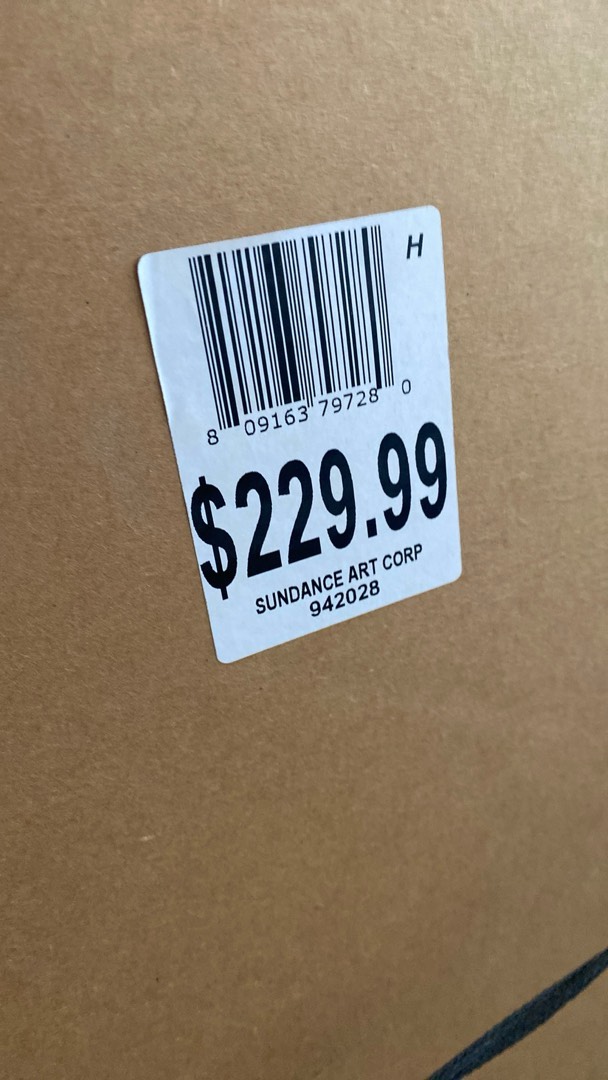 H
8 09163 79728 0
$229.99
SUNDANCE ART CORP
942028